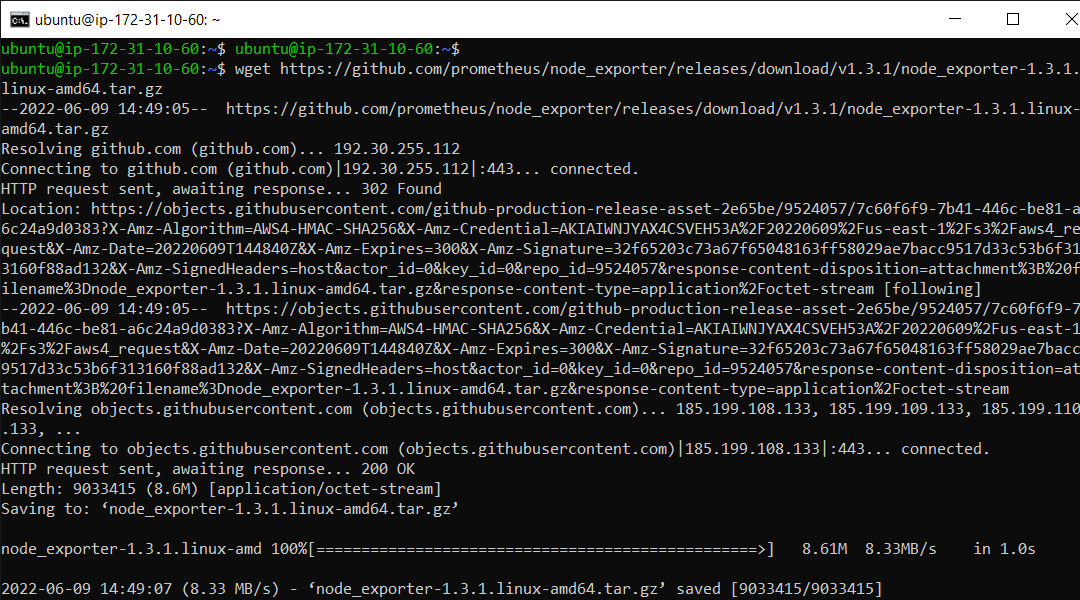 ubuntu@ip-172-31-10-60: ~
ubuntu@ip-172-31-10-60:~$ ubuntu@ip-172-31-10-60:~$
ubuntu@ip-172-31-10-60:~$ wget https://github.com/prometheus/node_exporter/releases/download/v1.3.1/node_exporter-1.3.1.
linux-amd64.tar.gz
--2022-06-09 14:49:05--  https://github.com/prometheus/node_exporter/releases/download/v1.3.1/node_exporter-1.3.1.linux-
amd64.tar.gz
Resolving github.com (github.com)... 192.30.255.112
Connecting to github.com (github.com)|192.30.255.112|:443... connected.
HTTP request sent, awaiting response... 302 Found
Location: https://objects.githubusercontent.com/github-production-release-asset-2e65be/9524057/7c60f6f9-7b41-446c-be81-a
6c24a9d0383?X-Amz-Algorithm=AWS4-HMAC-SHA256&X-Amz-Credential=AKIAIWNJYAX4CSVEH53A%2F20220609%2Fus-east-1%2Fs3%2Faws4_re
quest&X-Amz-Date=20220609T144840Z&X-Amz-Expires=300&X-Amz-Signature=32f65203c73a67f65048163ff58029ae7bacc9517d33c53b6f31
3160f88ad132&X-Amz-SignedHeaders=host&actor_id=0&key_id=0&repo_id=9524057&response-content-disposition=attachment%3B%20f
ilename%3Dnode_exporter-1.3.1.linux-amd64.tar.gz&response-content-type=application%2Foctet-stream [following]
--2022-06-09 14:49:05--  https://objects.githubusercontent.com/github-production-release-asset-2e65be/9524057/7c60f6f9-7
b41-446c-be81-a6c24a9d0383?X-Amz-Algorithm=AWS4-HMAC-SHA256&X-Amz-Credential=AKIAIWNJYAX4CSVEH53A%2F20220609%2Fus-east-1
%2Fs3%2Faws4_request&X-Amz-Date=20220609T144840Z&X-Amz-Expires=300&X-Amz-Signature=32f65203c73a67f65048163ff58029ae7bacc
9517d33c53b6f313160f88ad132&X-Amz-SignedHeaders=host&actor_id=0&key_id=0&repo_id=9524057&response-content-disposition=at
tachment%3B%20filename%3Dnode_exporter-1.3.1.linux-amd64.tar.gz&response-content-type=application%2Foctet-stream
Resolving objects.githubusercontent.com (objects.githubusercontent.com)... 185.199.108.133, 185.199.109.133, 185.199.110
.133, ...
Connecting to objects.githubusercontent.com (objects.githubusercontent.com)|185.199.108.133|:443... connected.
HTTP request sent, awaiting response... 200 OK
Length: 9033415 (8.6M) [application/octet-stream]
Saving to: ‘node_exporter-1.3.1.linux-amd64.tar.gz’
node_exporter-1.3.1.linux-amd 100%[=================================================>]   8.61M  8.33MB/s    in 1.0s
2022-06-09 14:49:07 (8.33 MB/s) - ‘node_exporter-1.3.1.linux-amd64.tar.gz’ saved [9033415/9033415]